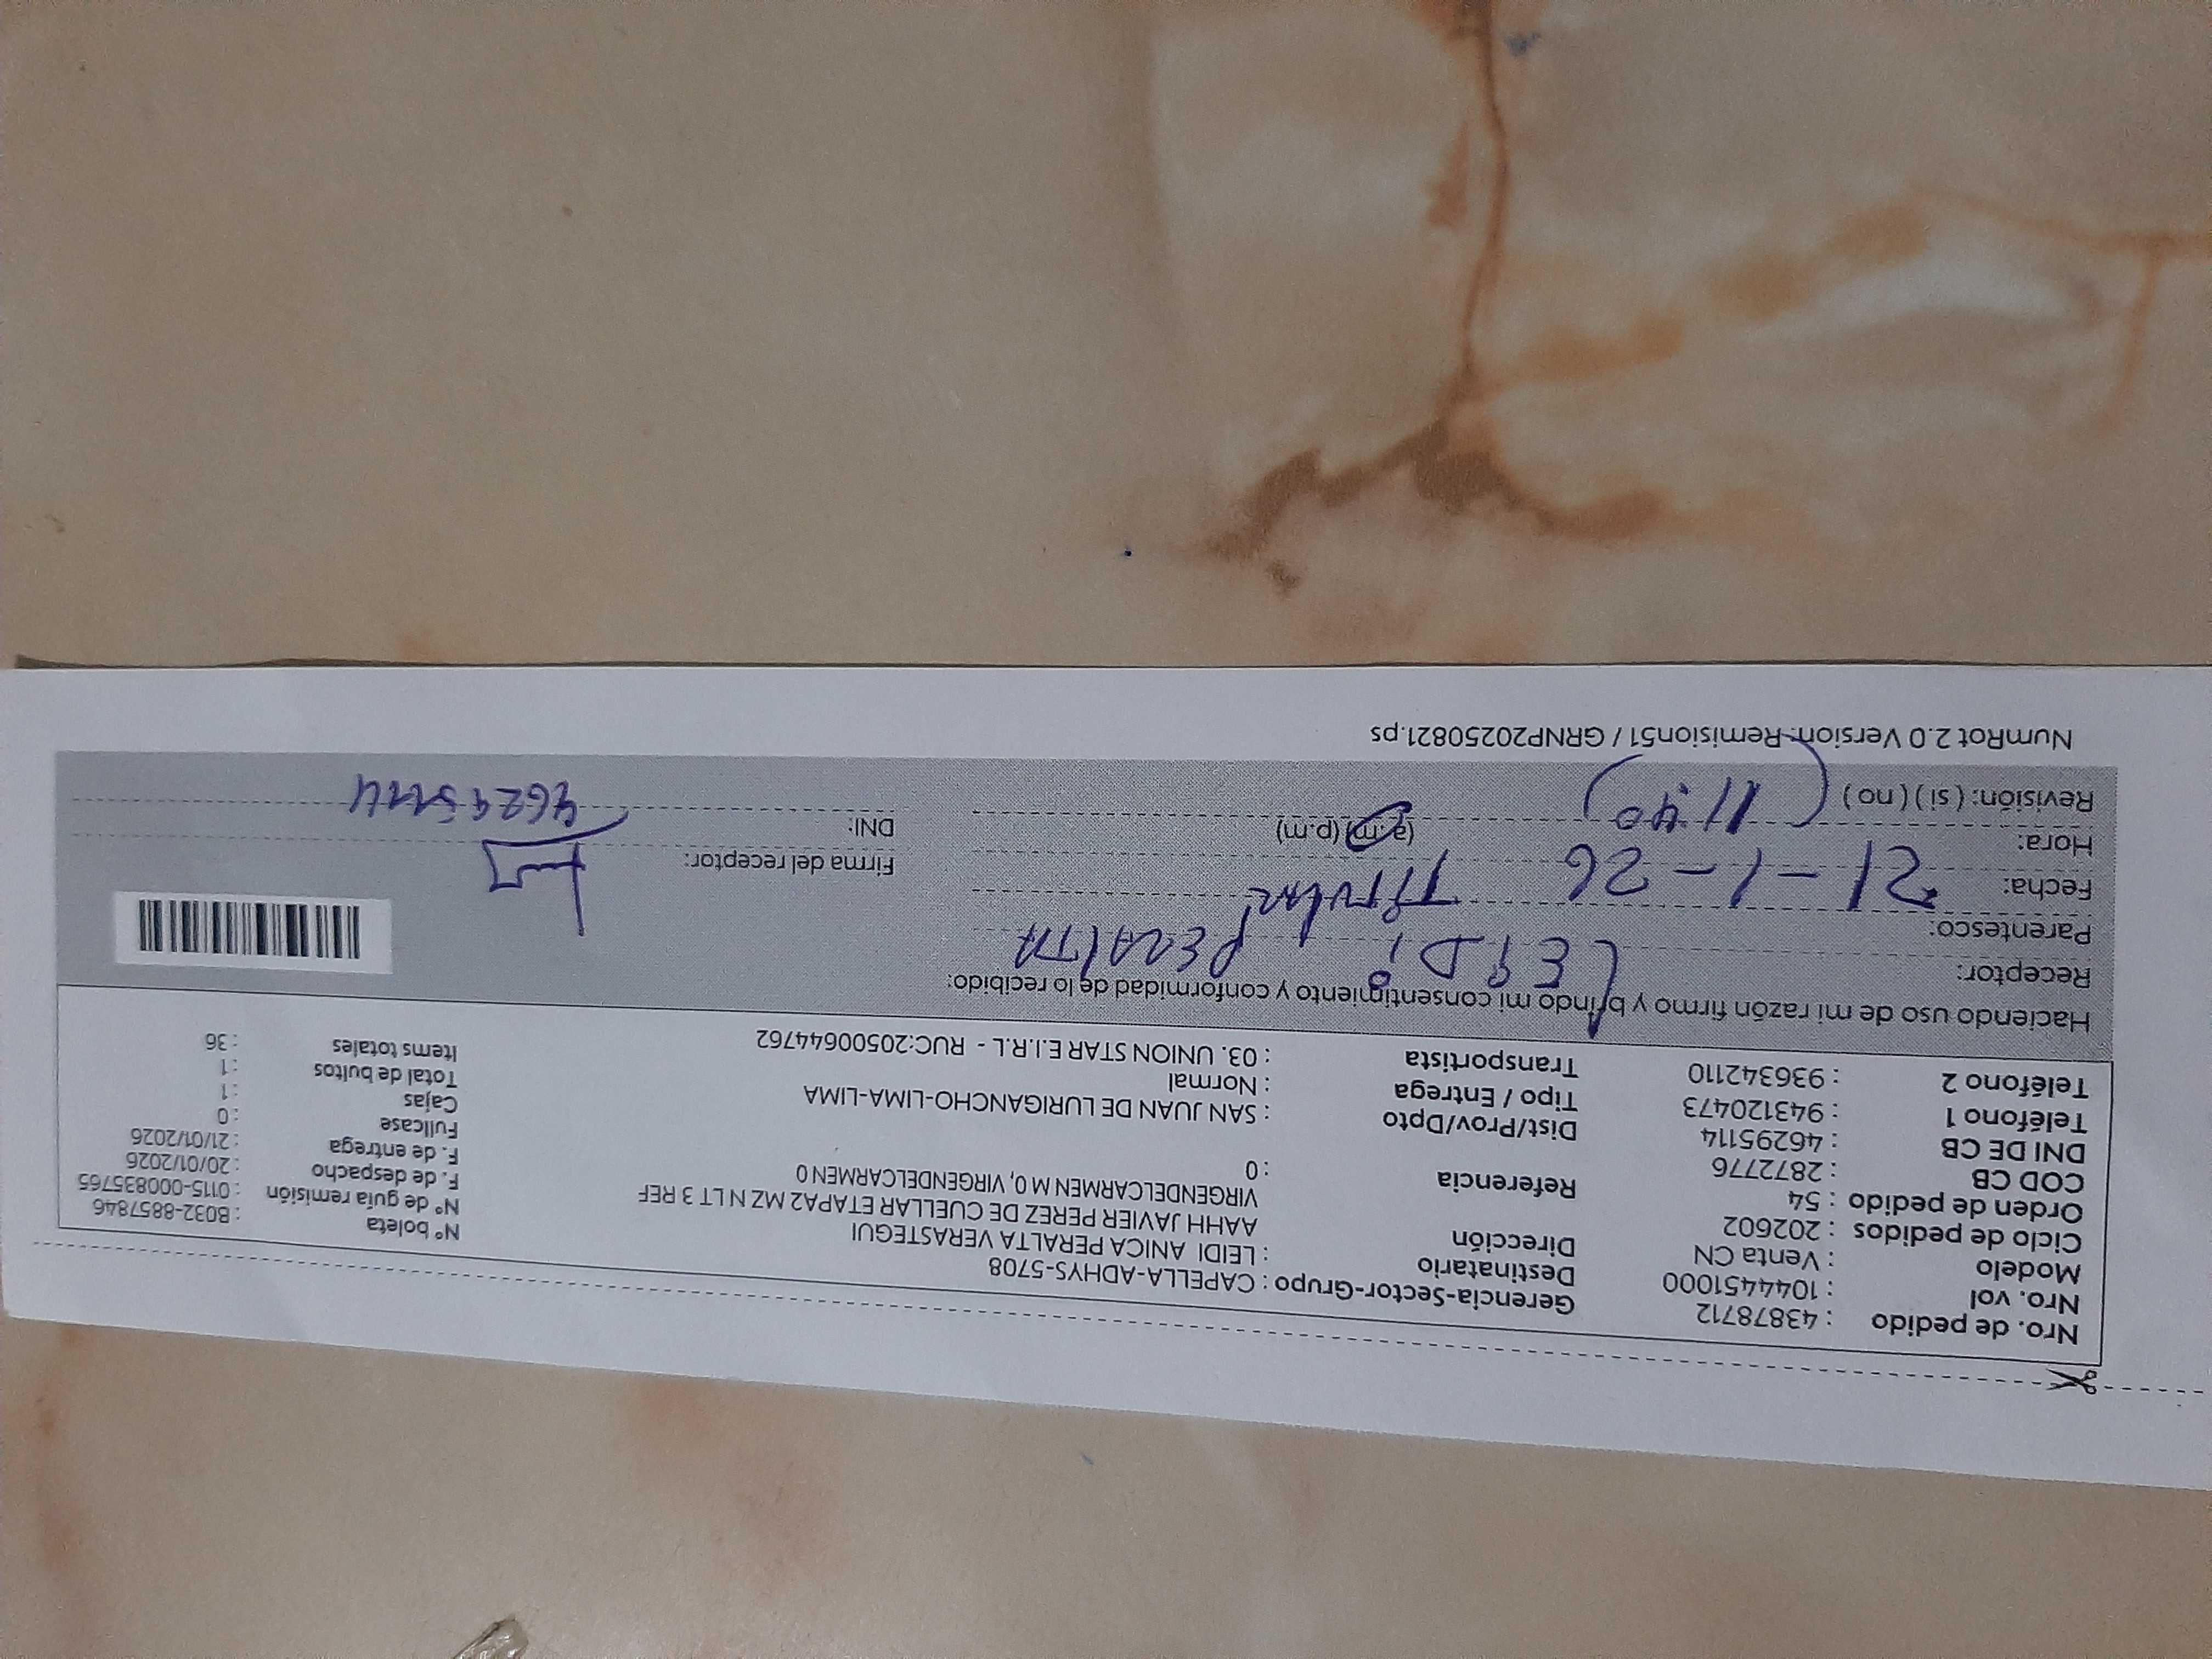 Nro. de pedido : 43878712 Gerencia-Sector-Grupo : CAPELLA-ADHYS-5708
Nro. vol : 1044451000 Destinatario : LEIDI ANICA PERALTA VERASTEGUI Nº boleta : B032-8857846
Modelo : Venta CN Dirección AAHH JAVIER PEREZ DE CUELLAR ETAPA2 MZ N LT 3 REF Nº de guía remisión : 0115-000835765
Ciclo de pedidos : 202602 VIRGENDELCARMEN M 0, VIRGENDELCARMEN 0 F. de despacho : 20/01/2026
Orden de pedido : 54 Referencia : 0 F. de entrega : 21/01/2026
COD CB : 2872776 Fullcase : 0
DNI DE CB : 46295114 Dist/Prov/Dpto : SAN JUAN DE LURIGANCHO-LIMA-LIMA Cajas : 1
Teléfono 1 : 943120473 Tipo / Entrega : Normal Total de bultos : 1
Teléfono 2 : 936342110 Transportista : 03. UNION STAR E.I.R.L - RUC:20500644762 Items totales : 36
Haciendo uso de mi razón firmo y brindo mi consentimiento y conformidad de lo recibido:
Receptor: LEIDI PERALTA
Parentesco: Titular
Fecha: 21-1-26 Firma del receptor:
Hora: 11:40 (a.m) (p.m) DNI: 46295114
Revisión: ( si ) ( no )
NumRot 2.0 Version: Remision51 / GRNP20250821.ps